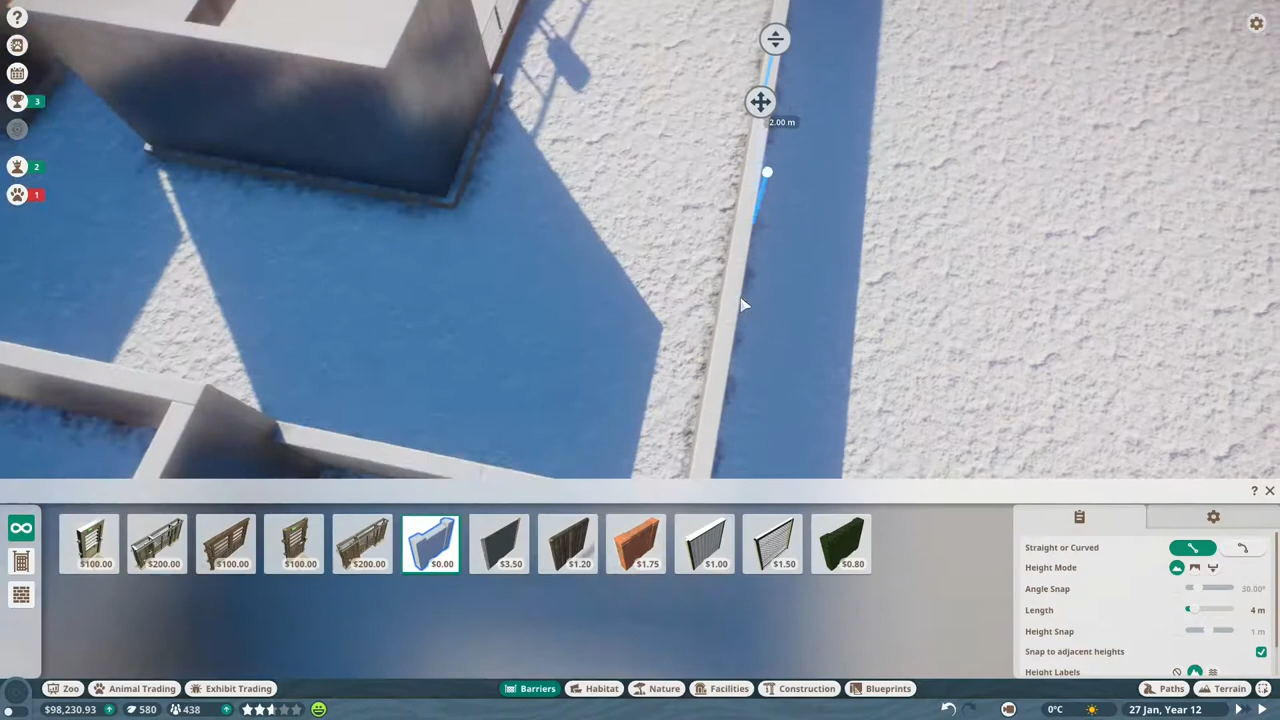 ?
3
2
1
2.00 m
?
$100.00
$200.00
$100.00
$100.00
$200.00
$0.00
$3.50
$1.20
$1.75
$1.00
$1.50
$0.80
Straight or Curved
Height Mode
Angle Snap
30.00°
Length
4 m
Height Snap
1 m
Snap to adjacent heights
Height Labels
Zoo
Animal Trading
Exhibit Trading
Barriers
Habitat
Nature
Facilities
Construction
Blueprints
Paths
Terrain
$98,230.93
580
438
0°C
27 Jan, Year 12